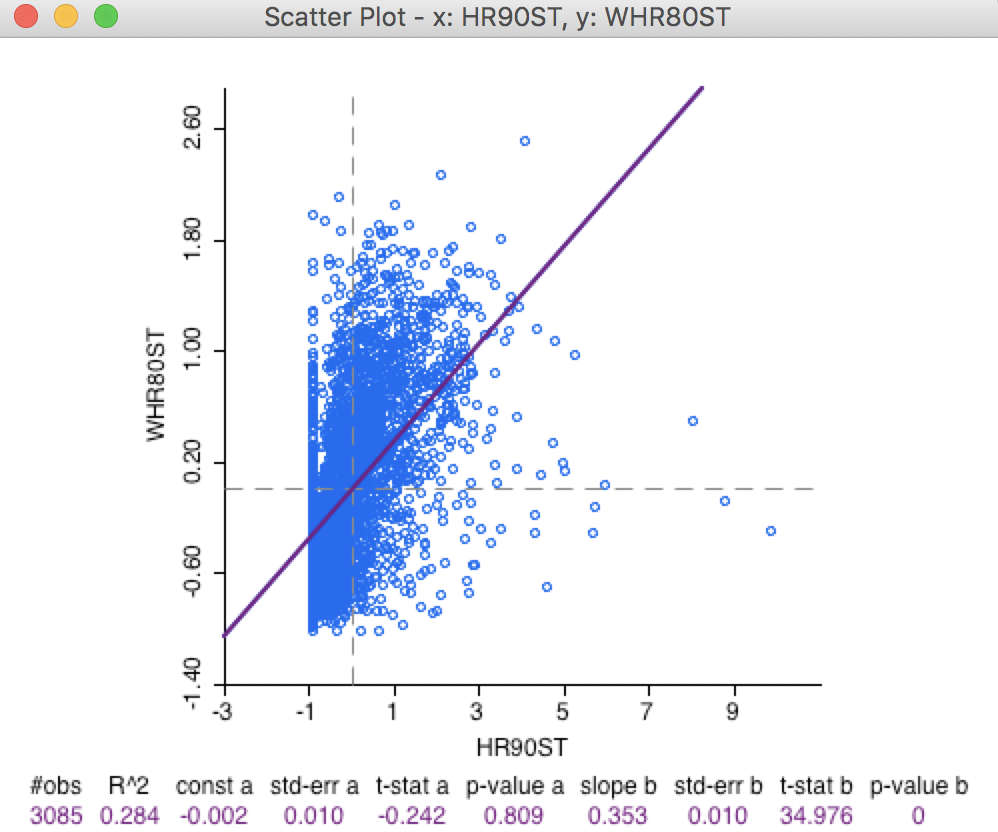 Scatter Plot - x: HR90ST, y: WHR80ST
2.60
1.80
1.00
0.20
-0.60
-1.40
WHR80ST
-3 -1 1 3 5 7 9
HR90ST
#obs R^2 const a std-err a t-stat a p-value a slope b std-err b t-stat b p-value b
3085 0.284 -0.002 0.010 -0.242 0.809 0.353 0.010 34.976 0